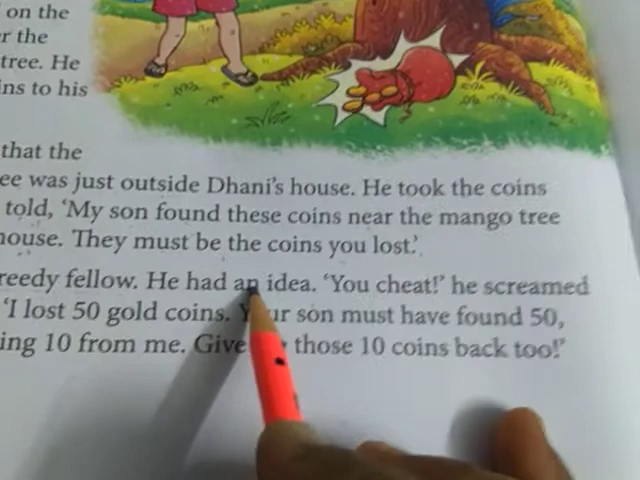 on the
r the
tree. He
ins to his
that the
ee was just outside Dhani's house. He took the coins
told, 'My son found these coins near the mango tree
house. They must be the coins you lost.'
reedy fellow. He had an idea. 'You cheat!' he screamed
'I lost 50 gold coins. Your son must have found 50,
ing 10 from me. Give those 10 coins back too!'